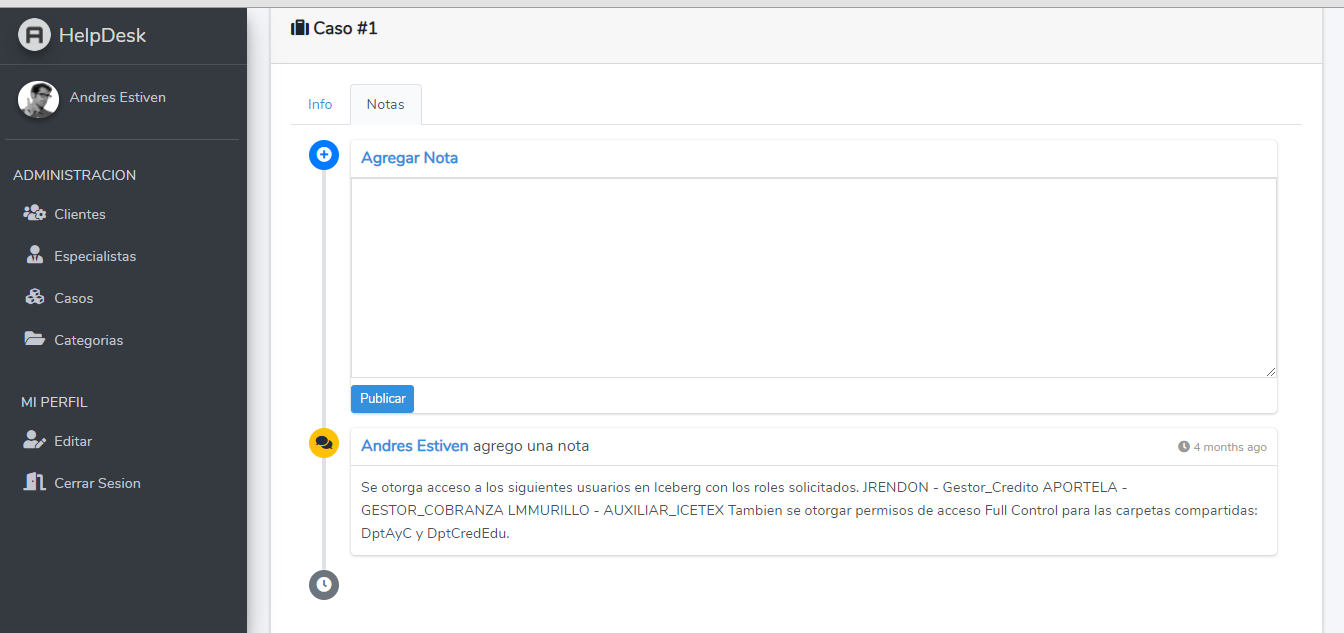 HelpDesk
Andres Estiven
ADMINISTRACION
Clientes
Especialistas
Casos
Categorias
MI PERFIL
Editar
Cerrar Sesion
Caso #1
Info
Notas
Agregar Nota
Publicar
Andres Estiven agrego una nota
4 months ago
Se otorga acceso a los siguientes usuarios en Iceberg con los roles solicitados. JRENDON - Gestor_Credito APORTELA -
GESTOR_COBRANZA LMMURILLO - AUXILIAR_ICETEX Tambien se otorgar permisos de acceso Full Control para las carpetas compartidas:
DptAyC y DptCredEdu.